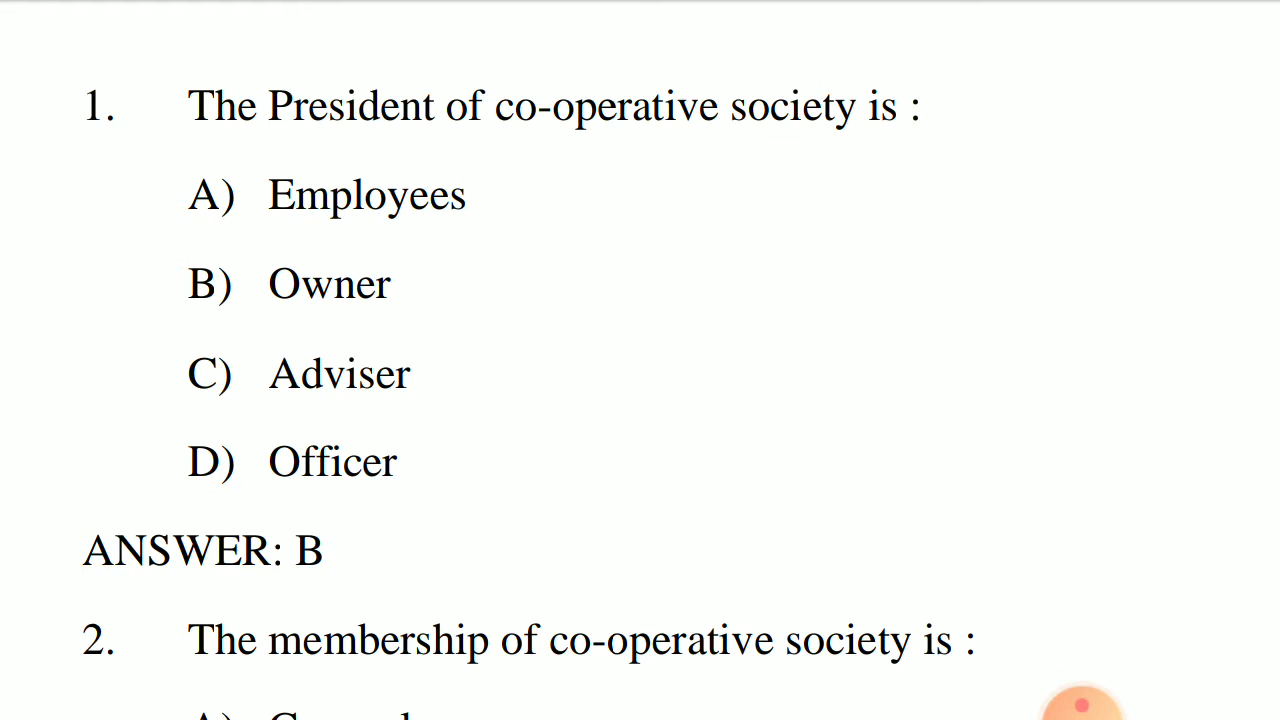 1. The President of co-operative society is :
A) Employees
B) Owner
C) Adviser
D) Officer
ANSWER: B
2. The membership of co-operative society is :
A)